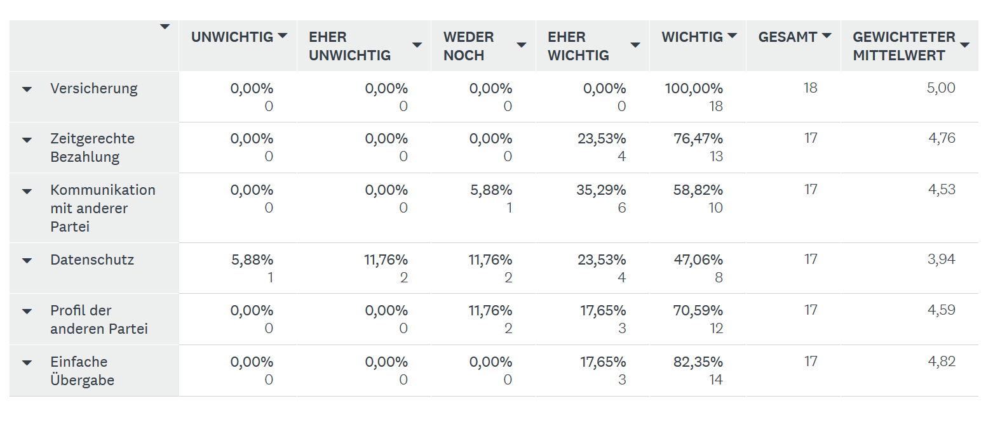 UNWICHTIG EHER UNWICHTIG WEDER NOCH EHER WICHTIG WICHTIG GESAMT GEWICHTETER MITTELWERT
Versicherung 0,00% 0,00% 0,00% 0,00% 100,00% 18 5,00
0 0 0 0 18
Zeitgerechte 0,00% 0,00% 0,00% 23,53% 76,47% 17 4,76
Bezahlung 0 0 0 4 13
Kommunikation 0,00% 0,00% 5,88% 35,29% 58,82% 17 4,53
mit anderer 0 0 1 6 10
Partei
Datenschutz 5,88% 11,76% 11,76% 23,53% 47,06% 17 3,94
1 2 2 4 8
Profil der 0,00% 0,00% 11,76% 17,65% 70,59% 17 4,59
anderen Partei 0 0 2 3 12
Einfache 0,00% 0,00% 0,00% 17,65% 82,35% 17 4,82
Übergabe 0 0 0 3 14